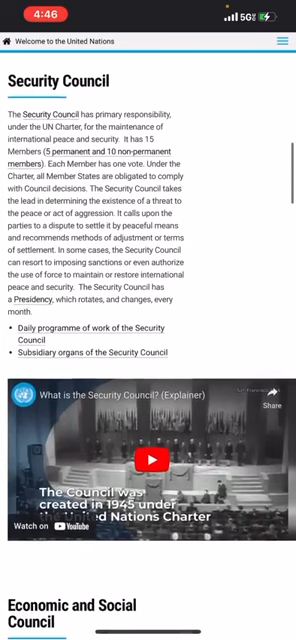 4:46
5G
Welcome to the United Nations
Security Council
The Security Council has primary responsibility,
under the UN Charter, for the maintenance of
international peace and security. It has 15
Members (5 permanent and 10 non-permanent
members). Each Member has one vote. Under the
Charter, all Member States are obligated to comply
with Council decisions. The Security Council takes
the lead in determining the existence of a threat to
the peace or act of aggression. It calls upon the
parties to a dispute to settle it by peaceful means
and recommends methods of adjustment or terms
of settlement. In some cases, the Security Council
can resort to imposing sanctions or even authorize
the use of force to maintain or restore international
peace and security. The Security Council has
a Presidency, which rotates, and changes, every
month.
• Daily programme of work of the Security
Council
• Subsidiary organs of the Security Council
What is the Security Council? (Explainer)
Share
The Council was
created in 1945 under
the United Nations Charter
Watch on YouTube
Economic and Social
Council